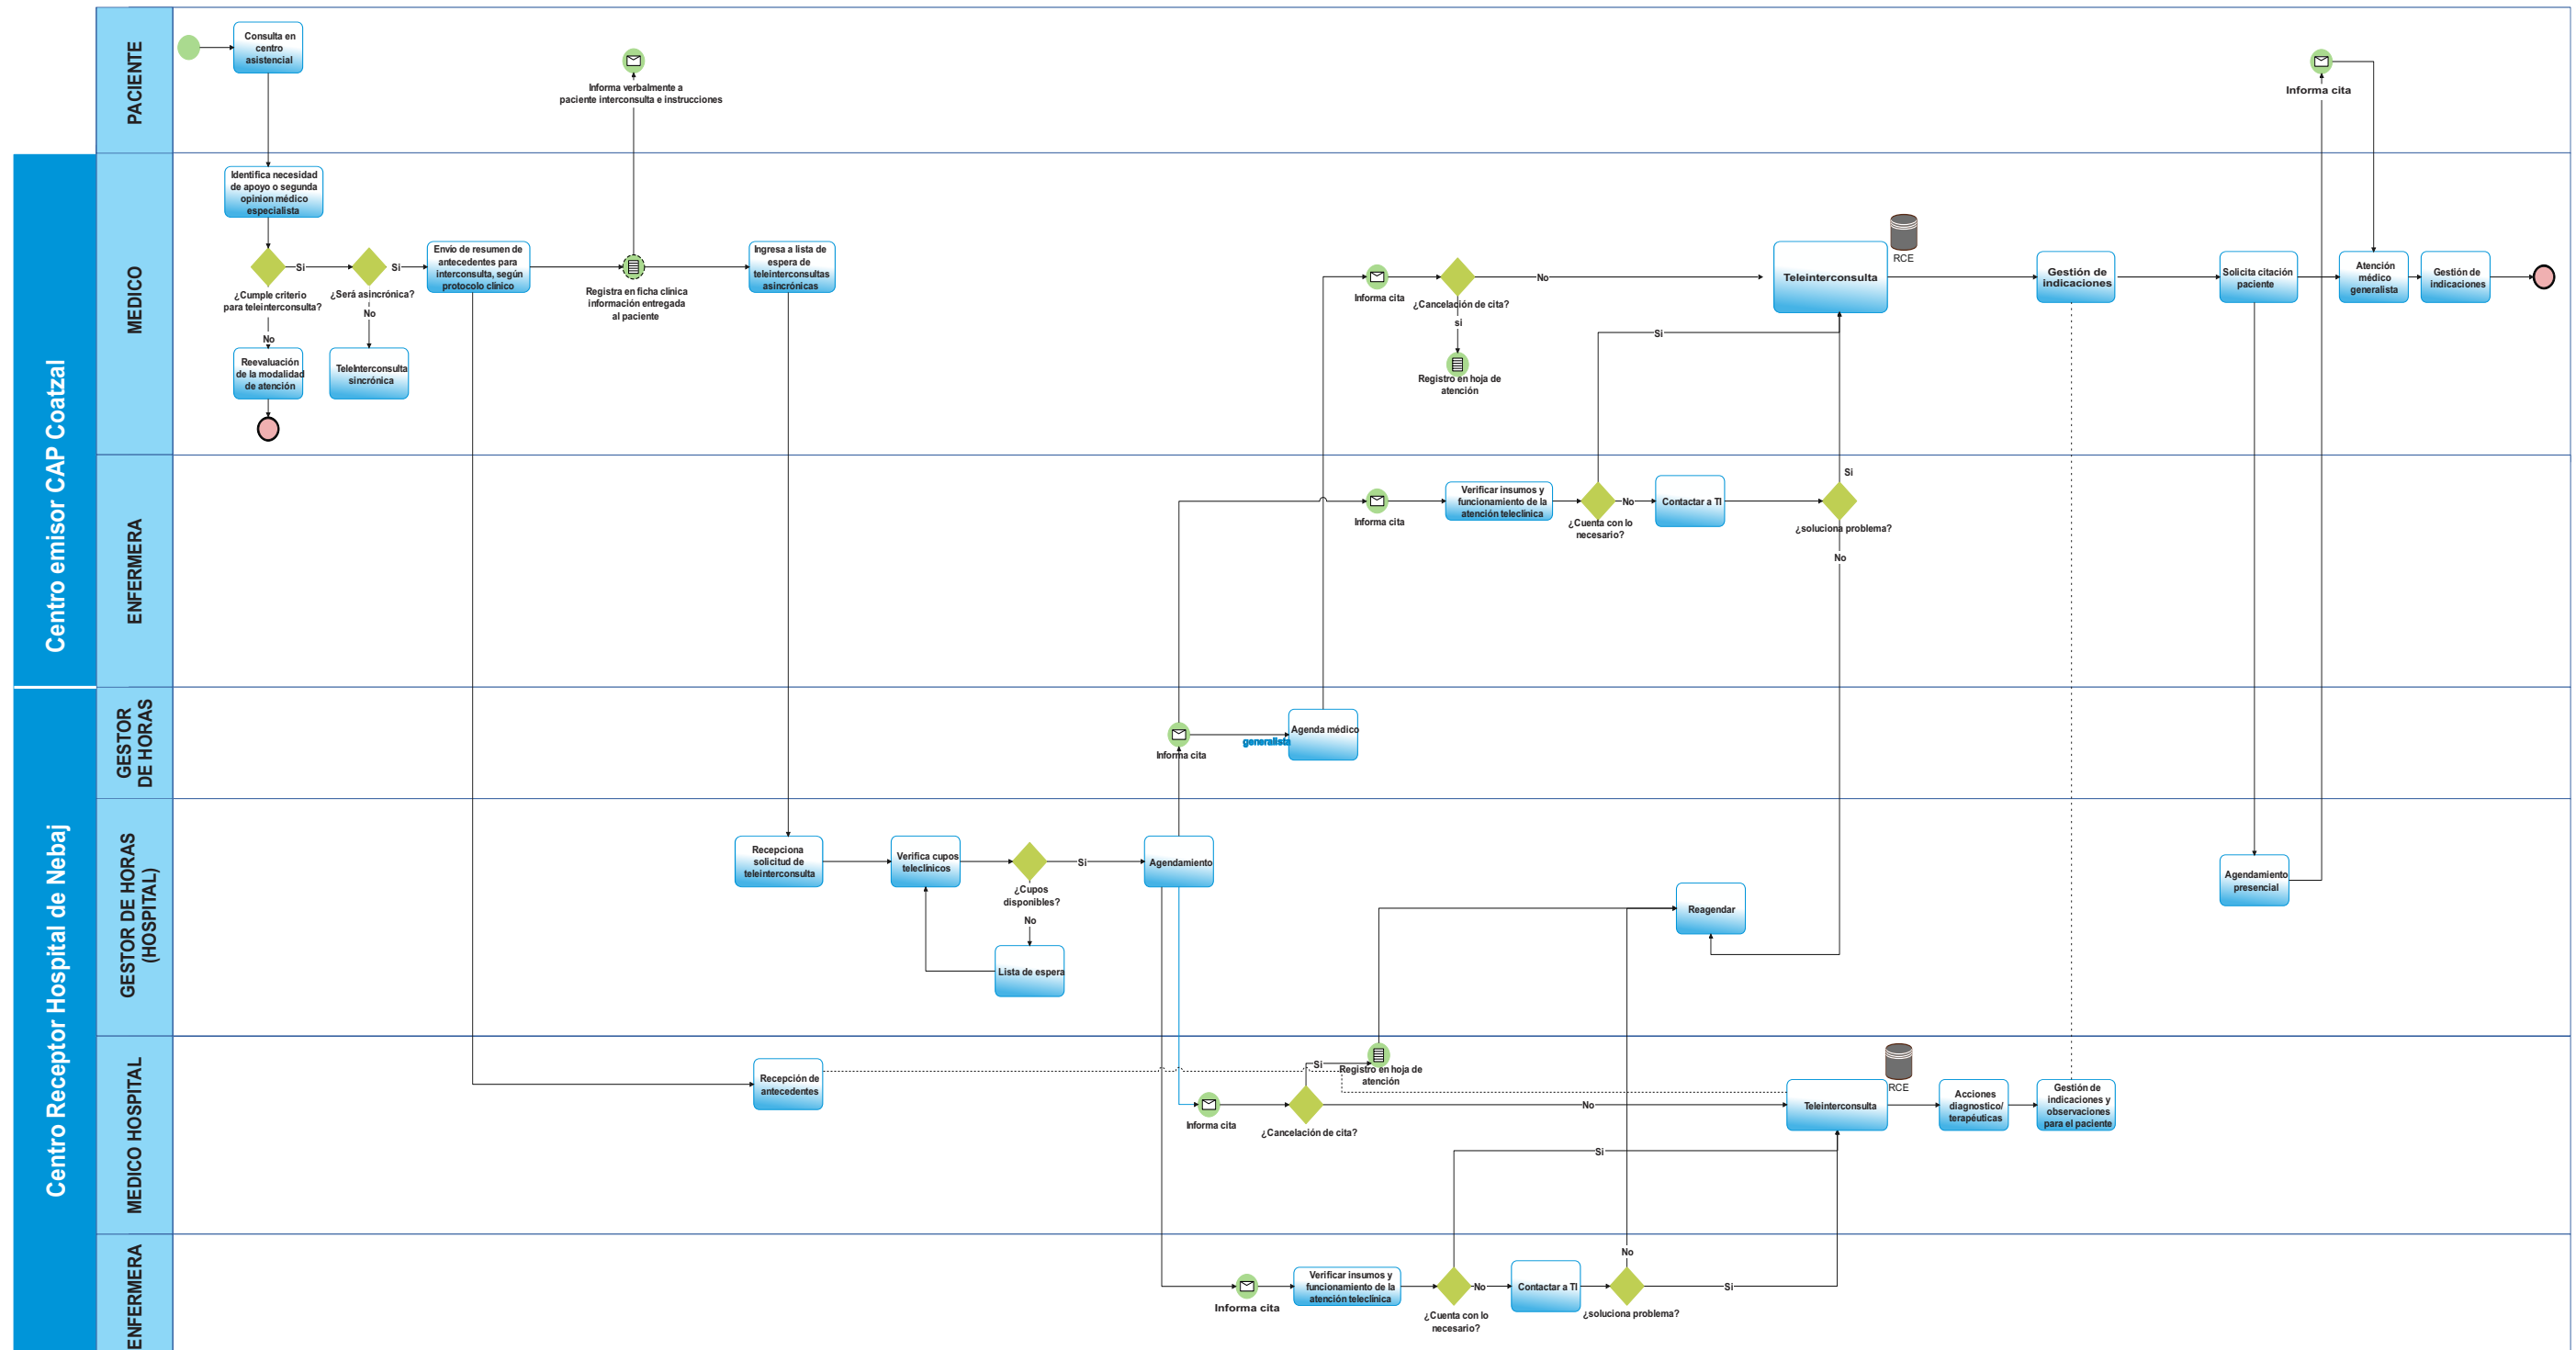 Centro emisor CAP Coatzal
Centro Receptor Hospital de Nebaj
PACIENTE
Consulta en
centro
asistencial
Informa verbalmente a
paciente interconsulta e instrucciones
Informa cita
MEDICO
Identifica necesidad
de apoyo o segunda
opinion médico
especialista
Si
Si
¿Cumple criterio
para teleinterconsulta?
¿Será asincrónica?
No
No
Reevaluación
de la modalidad
de atención
TeleInterconsulta
sincrónica
Envío de resumen de
antecedentes para
interconsulta, según
protocolo clínico
Registra en ficha clínica
información entregada
al paciente
Ingresa a lista de
espera de
teleinterconsultas
asincrónicas
Informa cita
¿Cancelación de cita?
No
si
Registro en hoja de
atención
Si
Teleinterconsulta
RCE
Gestión de
indicaciones
Solicita citación
paciente
Atención
médico
generalista
Gestión de
indicaciones
ENFERMERA
Informa cita
Verificar insumos y
funcionamiento de la
atención teleclínica
No
¿Cuenta con lo
necesario?
Contactar a TI
Si
¿soluciona problema?
No
GESTOR
DE HORAS
Informa cita
generalista
Agenda médico
GESTOR DE HORAS
(HOSPITAL)
Recepciona
solicitud de
teleinterconsulta
Verifica cupos
teleclínicos
Si
¿Cupos
disponibles?
No
Lista de espera
Agendamiento
Reagendar
Agendamiento
presencial
MEDICO HOSPITAL
Recepción de
antecedentes
Informa cita
Si
¿Cancelación de cita?
Registro en hoja de
atención
No
Teleinterconsulta
RCE
Acciones
diagnostico/
terapéuticas
Gestión de
indicaciones y
observaciones
para el paciente
Si
ENFERMERA
Informa cita
Verificar insumos y
funcionamiento de la
atención teleclínica
No
¿Cuenta con lo
necesario?
Contactar a TI
No
¿soluciona problema?
Si